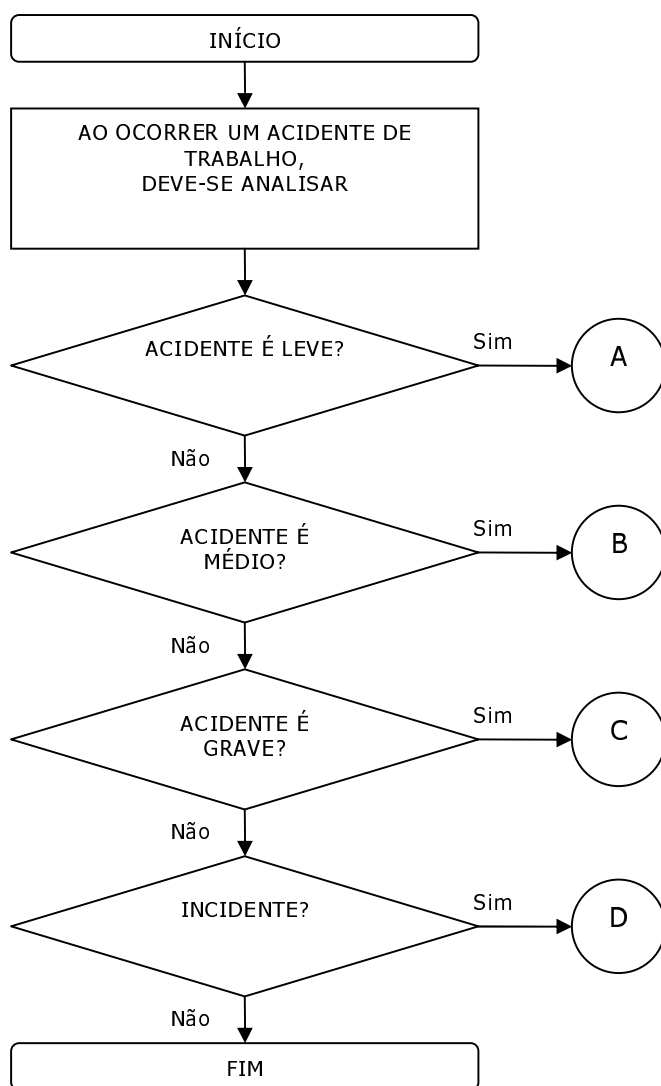 INÍCIO
AO OCORRER UM ACIDENTE DE
TRABALHO,
DEVE-SE ANALISAR
ACIDENTE É LEVE?
Sim
A
Não
ACIDENTE É
MÉDIO?
Sim
B
Não
ACIDENTE É
GRAVE?
Sim
C
Não
INCIDENTE?
Sim
D
Não
FIM